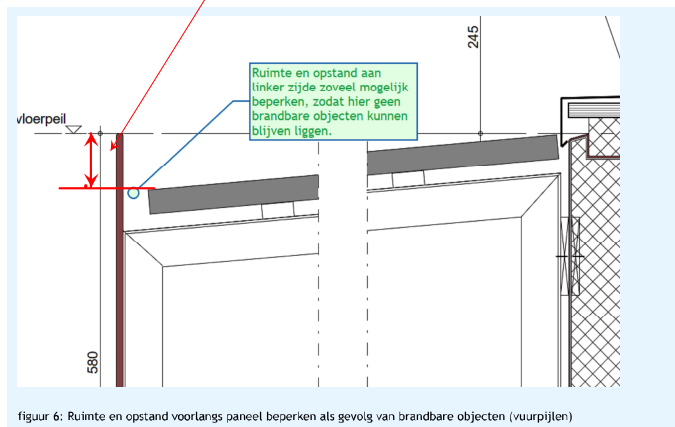 245
Ruimte en opstand aan
linker zijde zoveel mogelijk
beperken, zodat hier geen
brandbare objecten kunnen
blijven liggen.
vloerpeil
580
figuur 6: Ruimte en opstand voorlangs paneel beperken als gevolg van brandbare objecten (vuurpijlen)